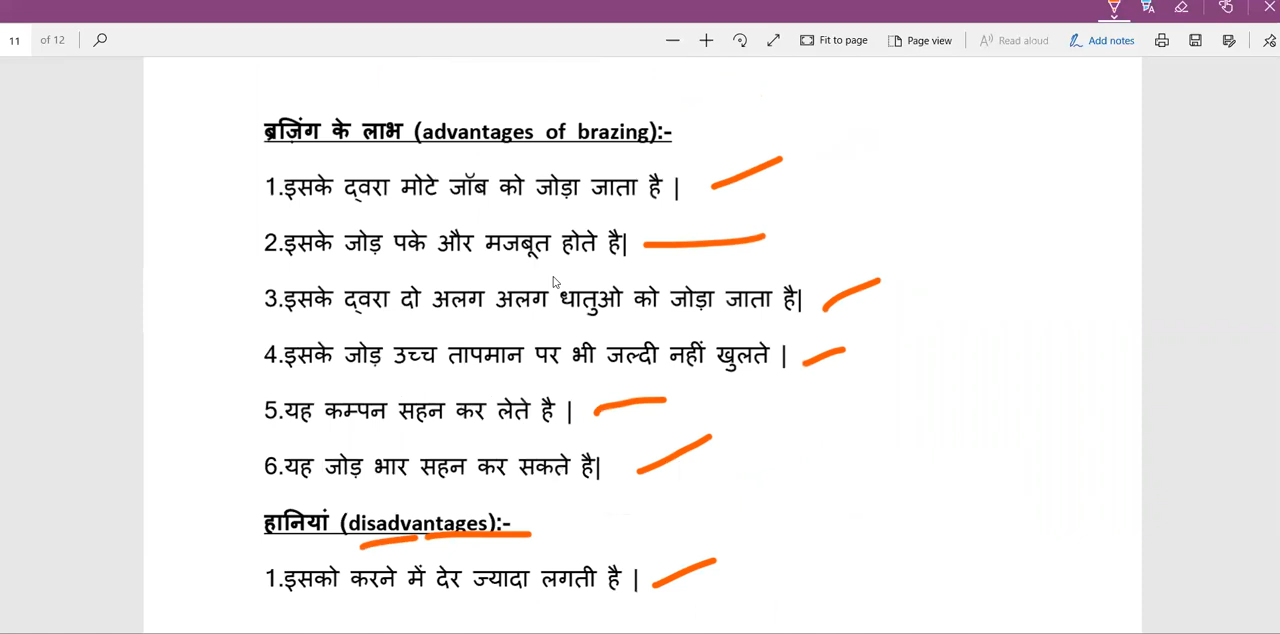 11 of 12 Fit to page Page view Read aloud Add notes
ब्रज़िंग के लाभ (advantages of brazing):-
1.इसके द्वरा मोटे जॉब को जोड़ा जाता है |
2.इसके जोड़ पके और मजबूत होते है|
3.इसके द्वरा दो अलग अलग धातुओ को जोड़ा जाता है|
4.इसके जोड़ उच्च तापमान पर भी जल्दी नहीं खुलते |
5.यह कम्पन सहन कर लेते है |
6.यह जोड़ भार सहन कर सकते है|
हानियां (disadvantages):-
1.इसको करने में देर ज्यादा लगती है |